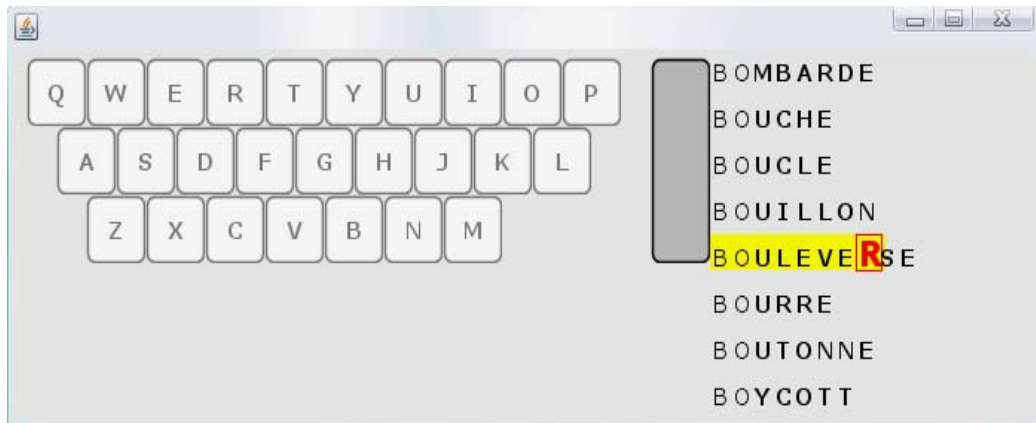 Q W E R T Y U I O P
A S D F G H J K L
Z X C V B N M
BOMBARDE
BOUCHE
BOUCLE
BOUILLON
BOULEVERSE
BOURRE
BOUTONNE
BOYCOTT